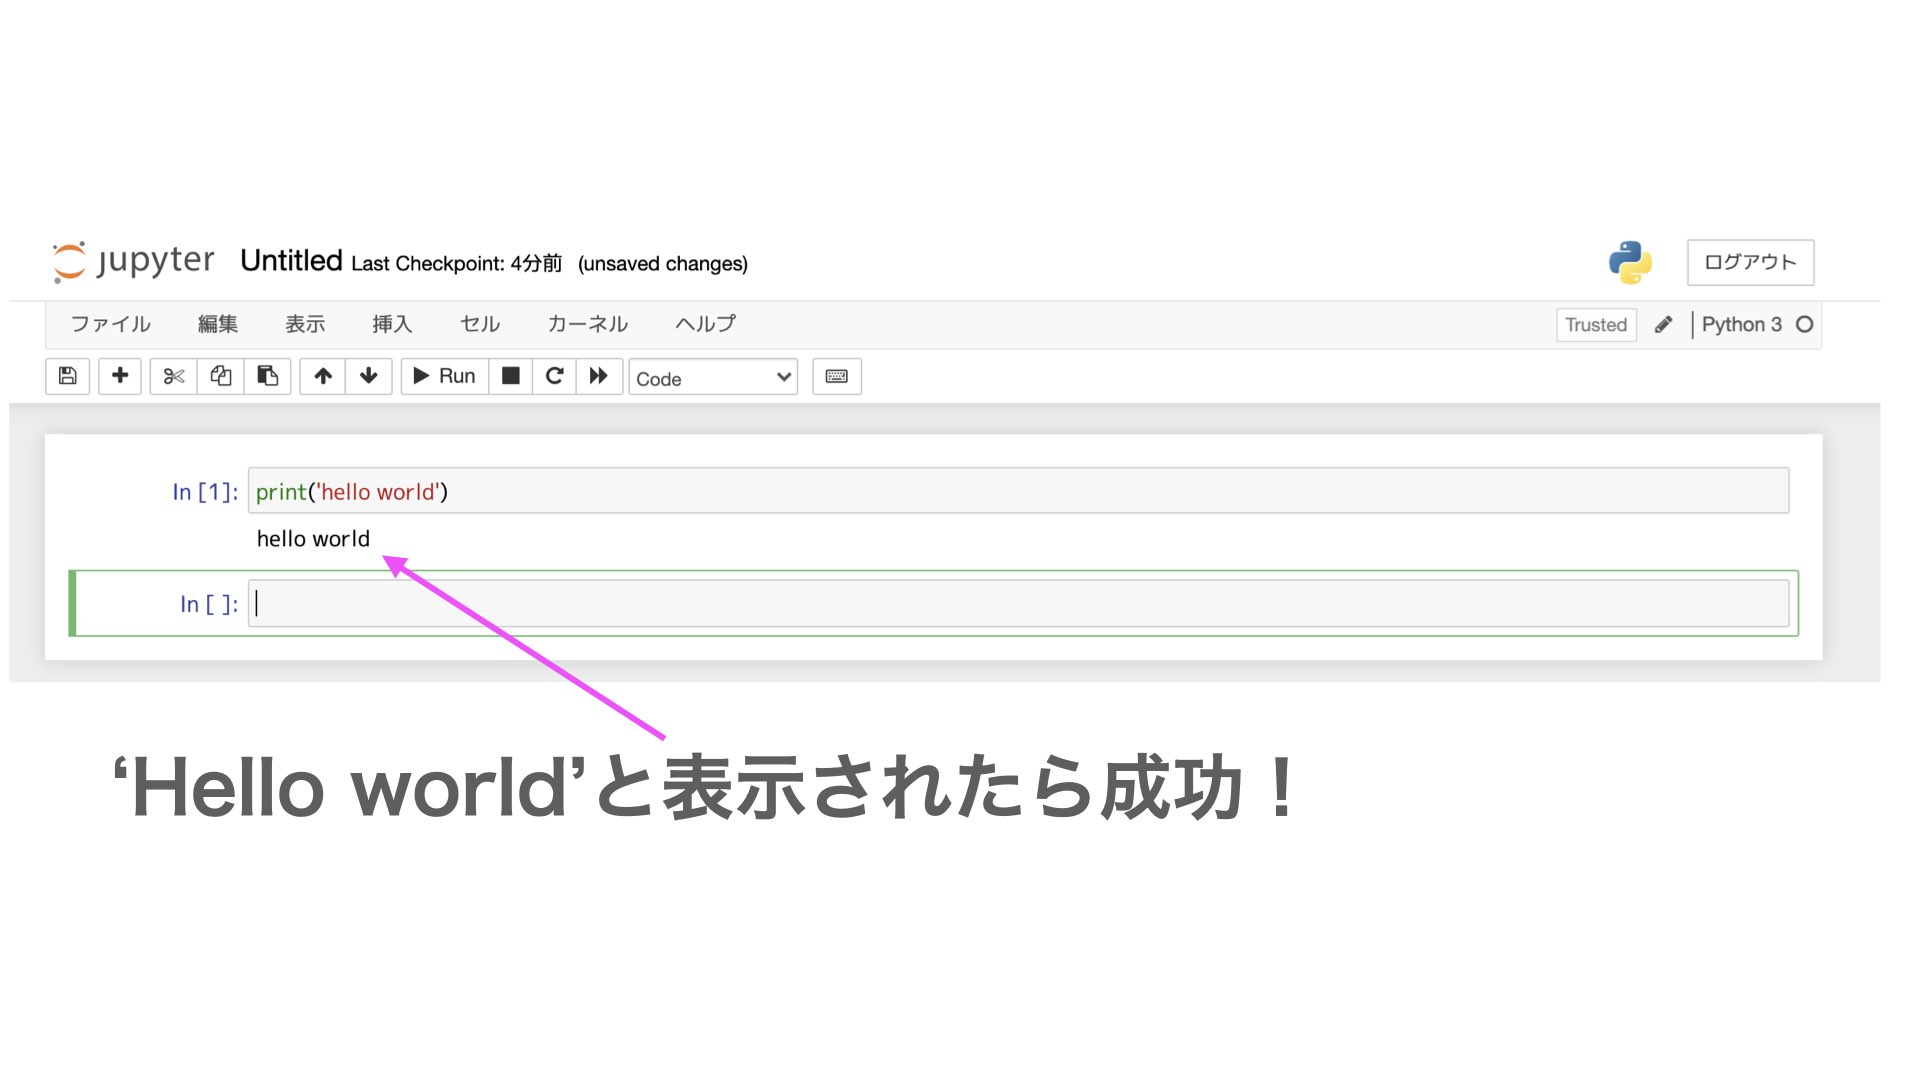 jupyter Untitled Last Checkpoint: 4分前 (unsaved changes) ログアウト
ファイル 編集 表示 挿入 セル カーネル ヘルプ Trusted Python 3
Run Code
In [1]: print('hello world')
hello world
In [ ]:
‘Hello world’と表示されたら成功！